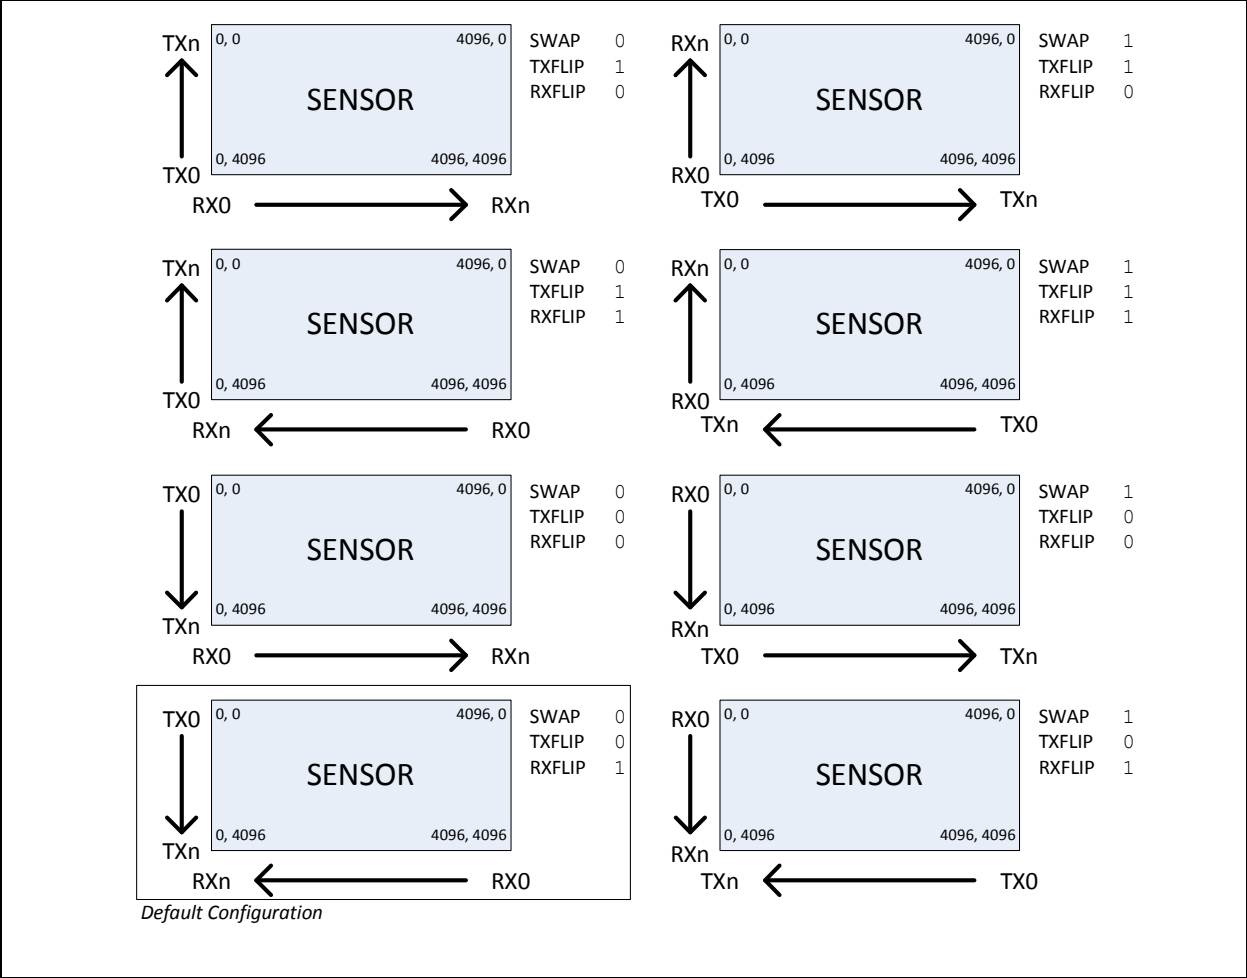 TXn 0, 0 4096, 0 SWAP 0
TXFLIP 1
RXFLIP 0
SENSOR
0, 4096 4096, 4096
TX0
RX0 RXn
RXn 0, 0 4096, 0 SWAP 1
TXFLIP 1
RXFLIP 0
SENSOR
0, 4096 4096, 4096
RX0
TX0 TXn
TXn 0, 0 4096, 0 SWAP 0
TXFLIP 1
RXFLIP 1
SENSOR
0, 4096 4096, 4096
TX0
RXn RX0
RXn 0, 0 4096, 0 SWAP 1
TXFLIP 1
RXFLIP 1
SENSOR
0, 4096 4096, 4096
RX0
TXn TX0
TX0 0, 0 4096, 0 SWAP 0
TXFLIP 0
RXFLIP 0
SENSOR
0, 4096 4096, 4096
TXn
RX0 RXn
RX0 0, 0 4096, 0 SWAP 1
TXFLIP 0
RXFLIP 0
SENSOR
0, 4096 4096, 4096
RXn
TX0 TXn
TX0 0, 0 4096, 0 SWAP 0
TXFLIP 0
RXFLIP 1
SENSOR
0, 4096 4096, 4096
TXn
RXn RX0
Default Configuration
RX0 0, 0 4096, 0 SWAP 1
TXFLIP 0
RXFLIP 1
SENSOR
0, 4096 4096, 4096
RXn
TXn TX0